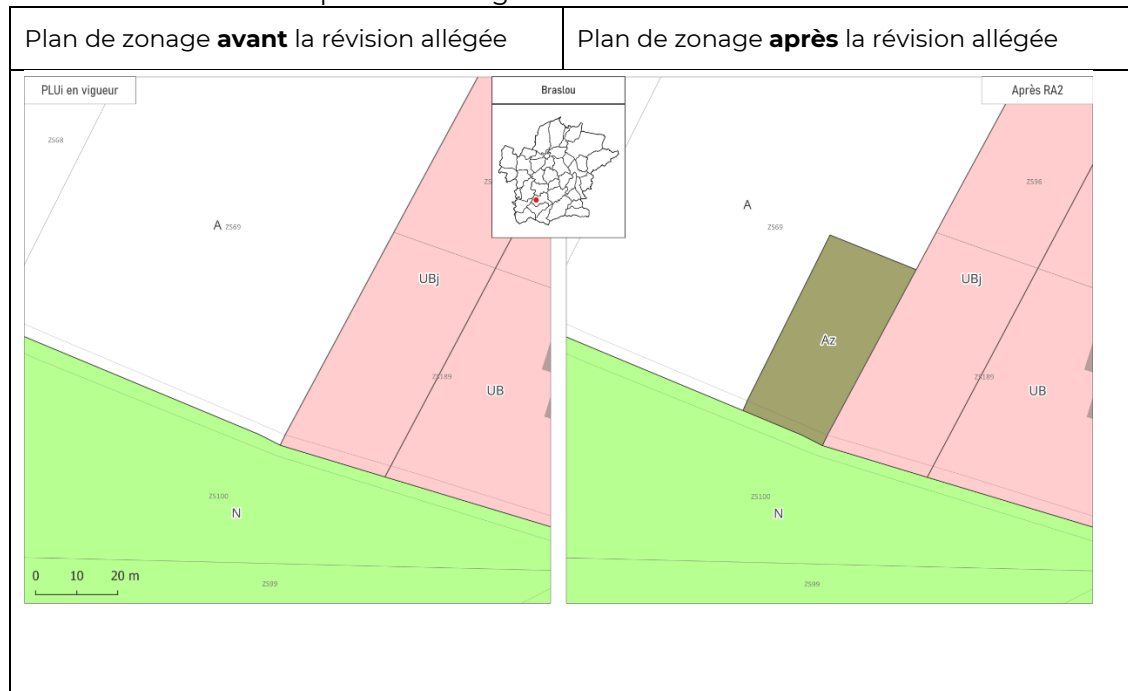 Plan de zonage avant la révision allégée
Plan de zonage après la révision allégée
PLUi en vigueur
Braslou
Après RA2
ZS68
A ZS69
UBj
ZS189
UB
ZS100
N
0 10 20 m
ZS99
ZS96
A
ZS69
UBj
Az
ZS189
UB
ZS100
N
ZS99